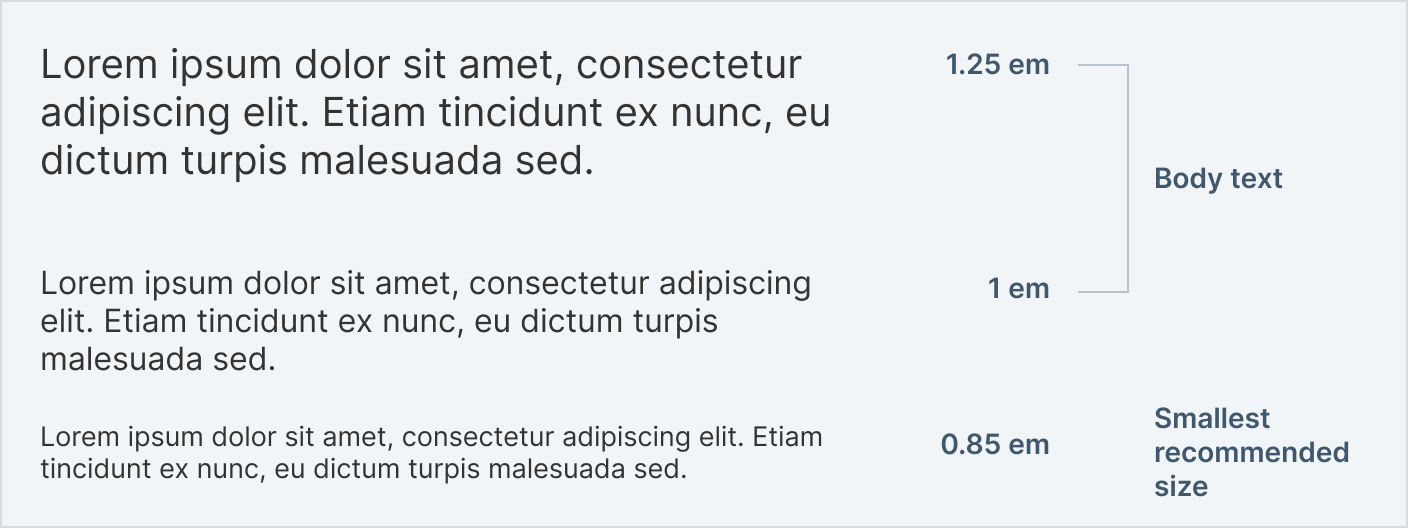 Lorem ipsum dolor sit amet, consectetur
adipiscing elit. Etiam tincidunt ex nunc, eu
dictum turpis malesuada sed.
1.25 em
Body text
Lorem ipsum dolor sit amet, consectetur adipiscing
elit. Etiam tincidunt ex nunc, eu dictum turpis
malesuada sed.
1 em
Lorem ipsum dolor sit amet, consectetur adipiscing elit. Etiam
tincidunt ex nunc, eu dictum turpis malesuada sed.
0.85 em
Smallest
recommended
size